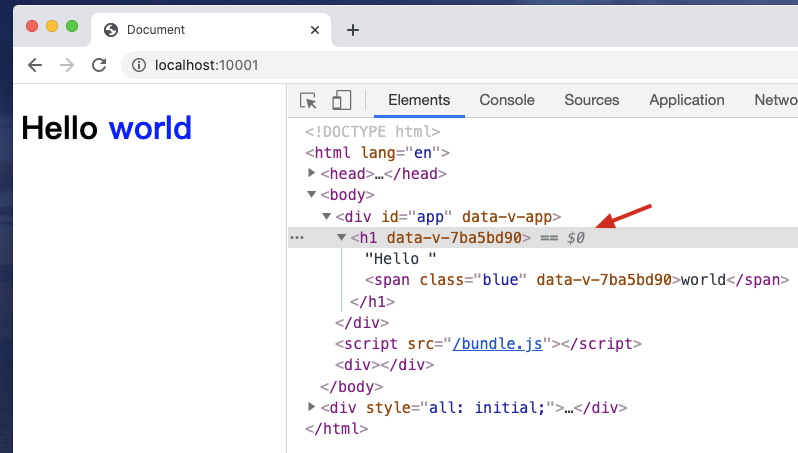 Document
localhost:10001
Elements Console Sources Application Netwo
Hello world
<!DOCTYPE html>
<html lang="en">
<head>…</head>
<body>
<div id="app" data-v-app>
<h1 data-v-7ba5bd90> == $0
"Hello "
<span class="blue" data-v-7ba5bd90>world</span>
</h1>
</div>
<script src="/bundle.js"></script>
<div></div>
</body>
<div style="all: initial;">…</div>
</html>